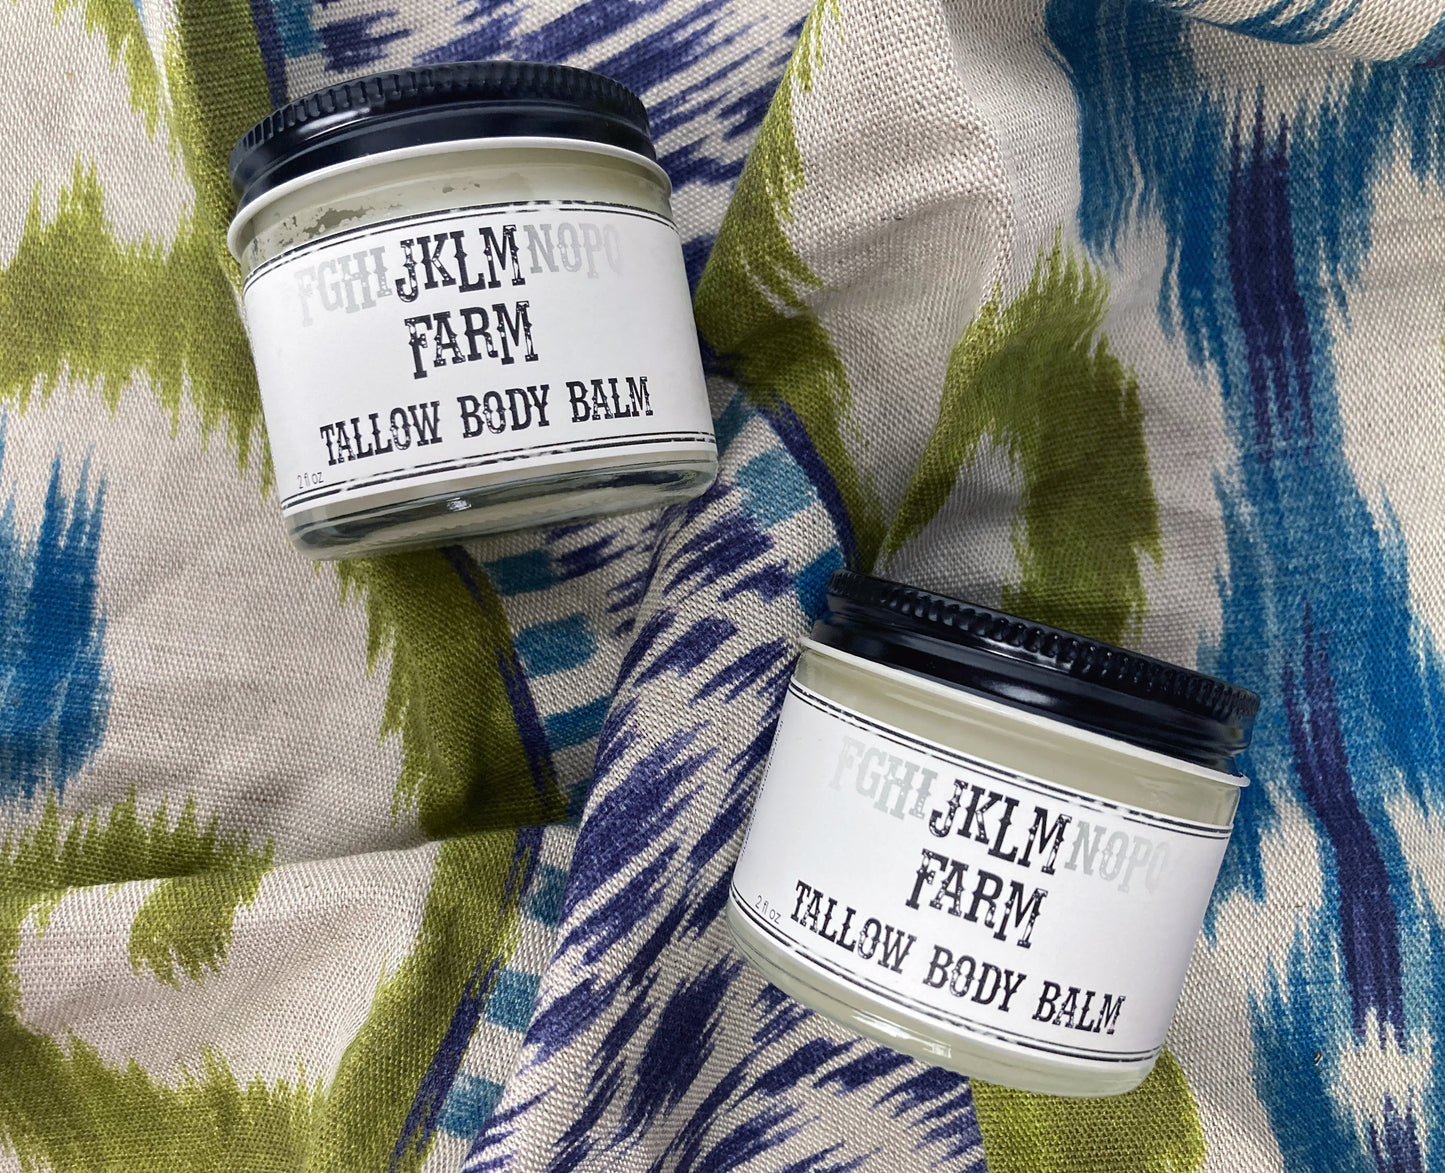 FGHIJKLMNOPQ
FARM
TALLOW BODY BALM
2 fl oz
FGHIJKLMNOPQ
FARM
TALLOW BODY BALM
2 fl oz